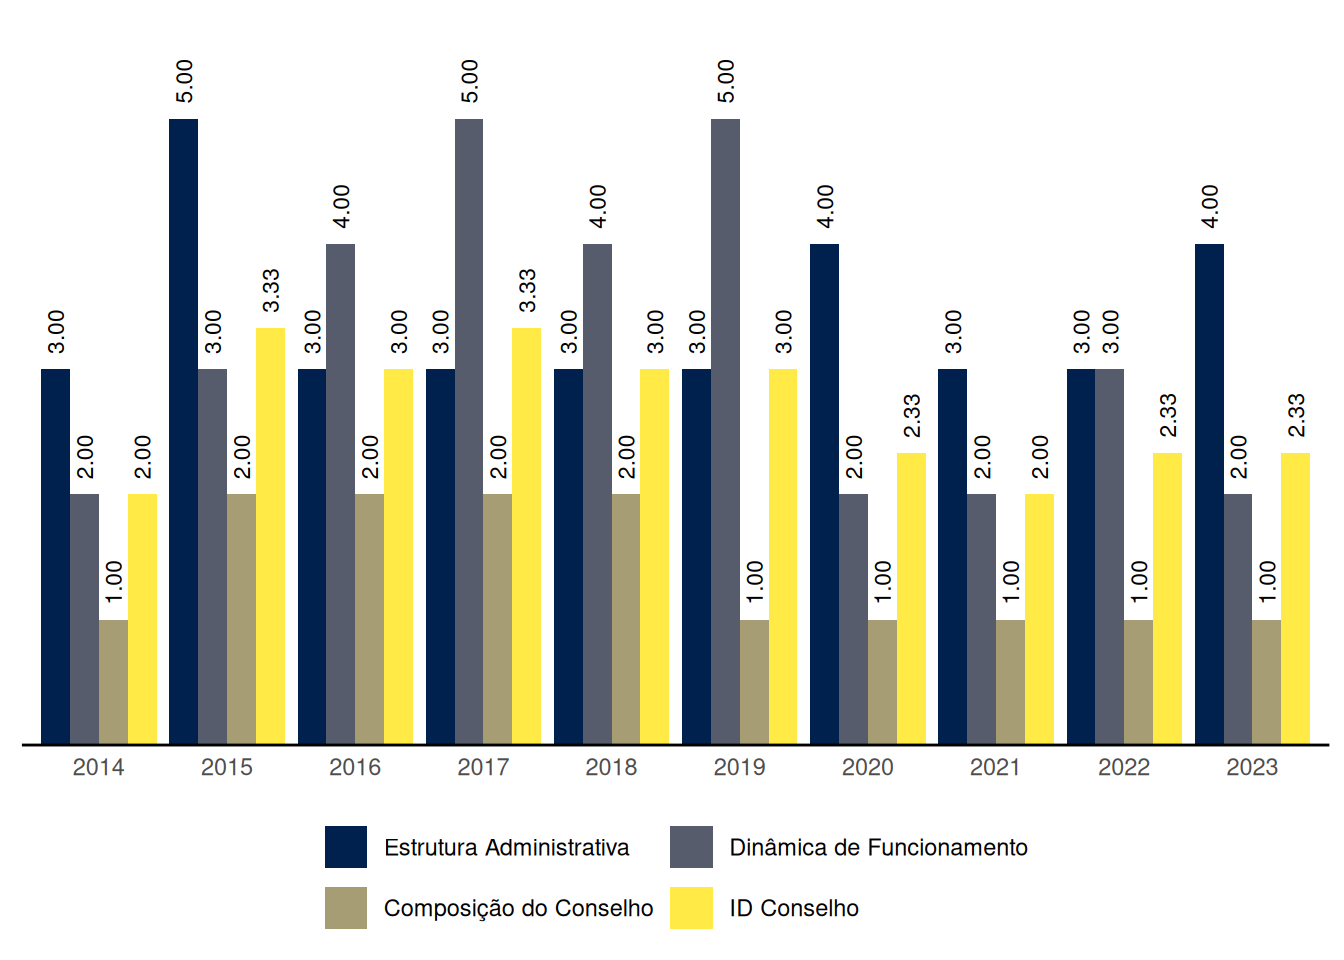 5.00 5.00 5.00
4.00 4.00 4.00 4.00
3.33 3.33
3.00 3.00 3.00 3.00 3.00 3.00 3.00 3.00 3.00 3.00 3.00 3.00
2.33 2.33 2.33
2.00 2.00 2.00 2.00 2.00 2.00 2.00 2.00 2.00 2.00
1.00 1.00 1.00 1.00 1.00 1.00
2014 2015 2016 2017 2018 2019 2020 2021 2022 2023
Estrutura Administrativa Dinâmica de Funcionamento
Composição do Conselho ID Conselho